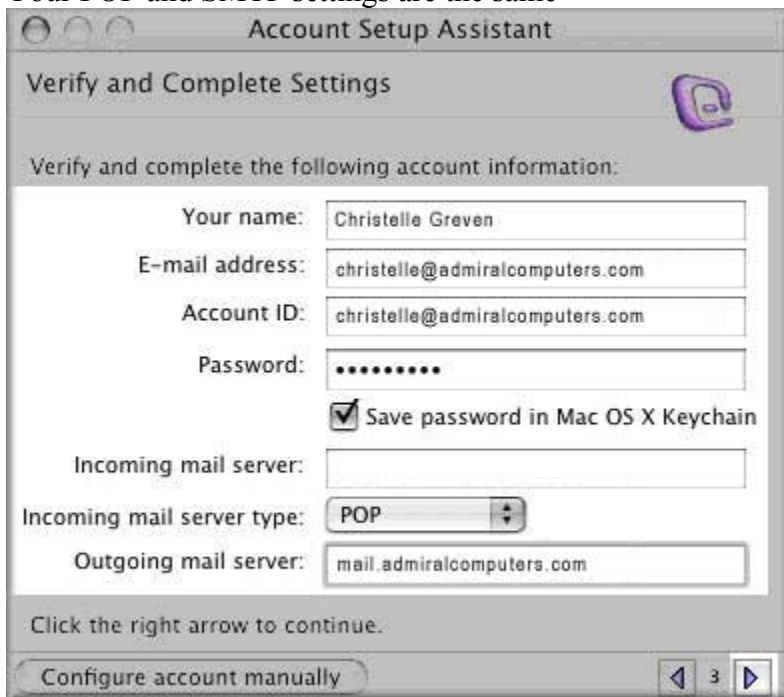 Your POP and SMTP settings are the same
Account Setup Assistant
Verify and Complete Settings
Verify and complete the following account information:
Your name: Christelle Greven
E-mail address: christelle@admiralcomputers.com
Account ID: christelle@admiralcomputers.com
Password: •••••••••
Save password in Mac OS X Keychain
Incoming mail server:
Incoming mail server type: POP
Outgoing mail server: mail.admiralcomputers.com
Click the right arrow to continue.
Configure account manually 3